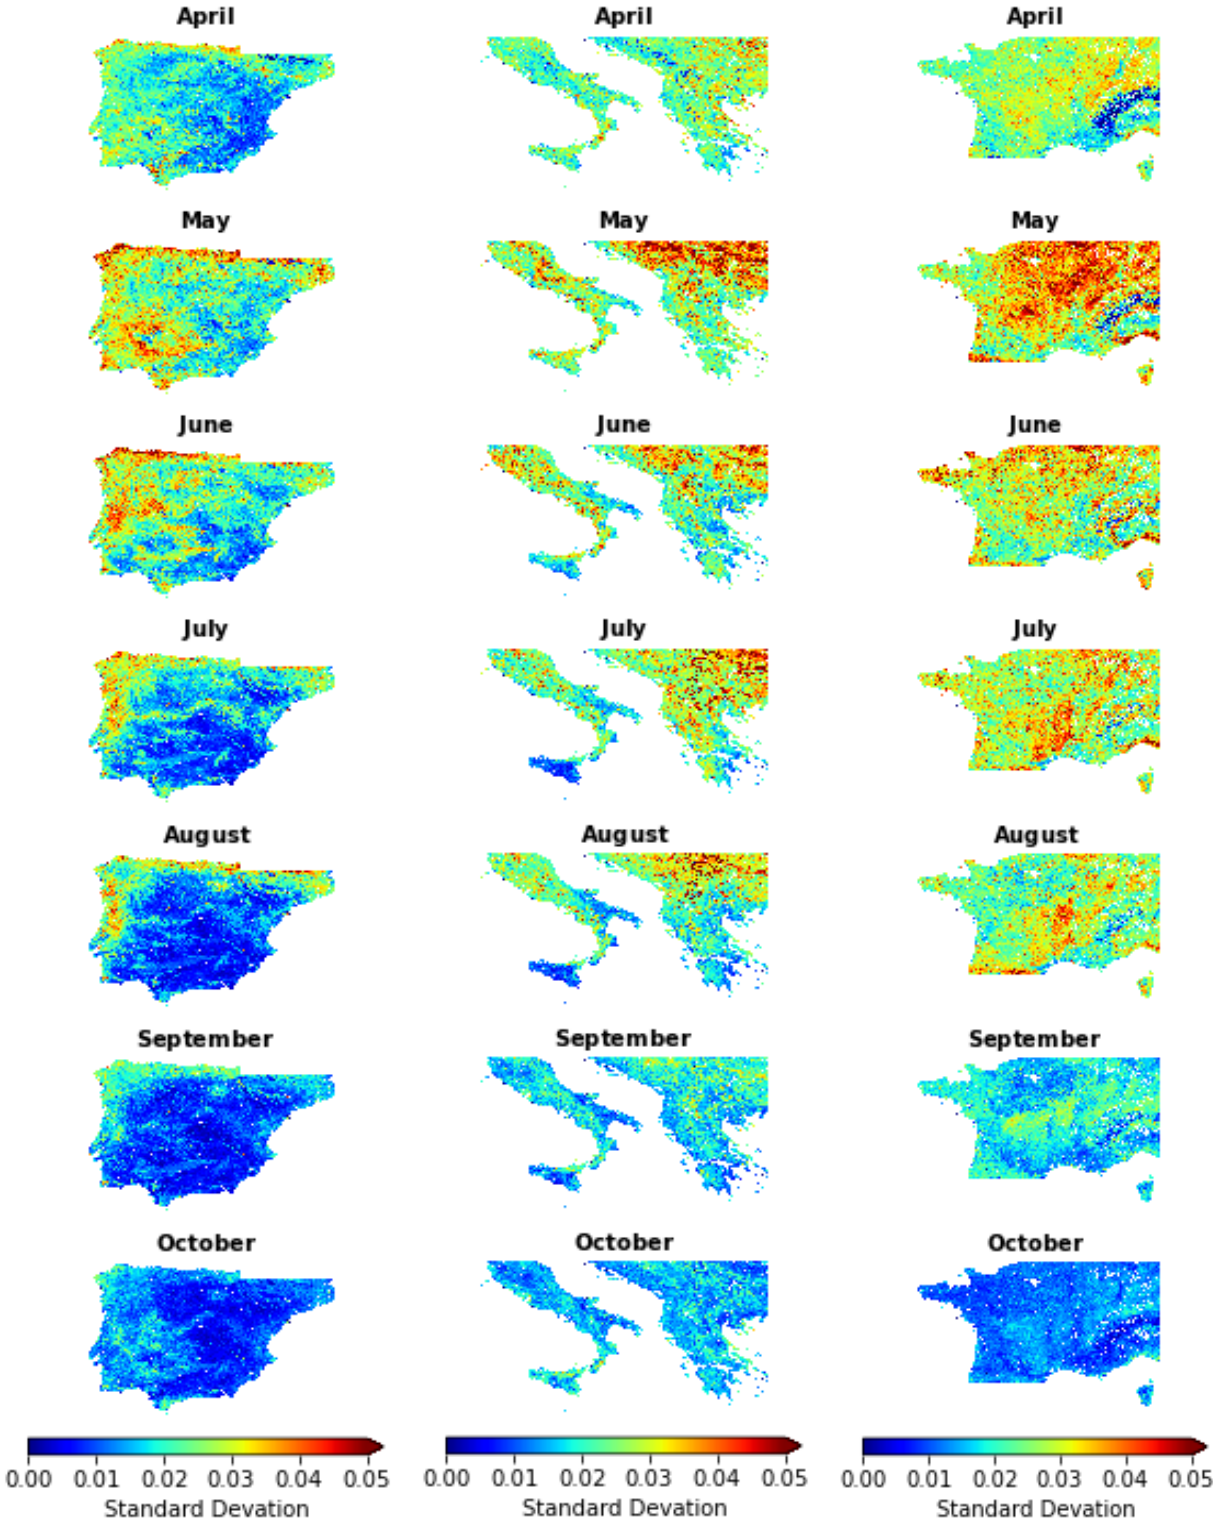 April April April
May May May
June June June
July July July
August August August
September September September
October October October
0.00 0.01 0.02 0.03 0.04 0.05 0.00 0.01 0.02 0.03 0.04 0.05 0.00 0.01 0.02 0.03 0.04 0.05
Standard Devation Standard Devation Standard Devation